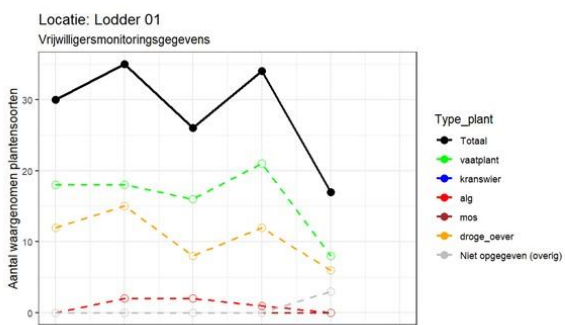 Locatie: Lodder 01
Vrijwilligersmonitoringsgegevens
Aantal waargenomen plantensoorten
30
20
10
0
Type_plant
Totaal
vaatplant
kranswier
alg
mos
droge_oever
Niet opgegeven (overig)